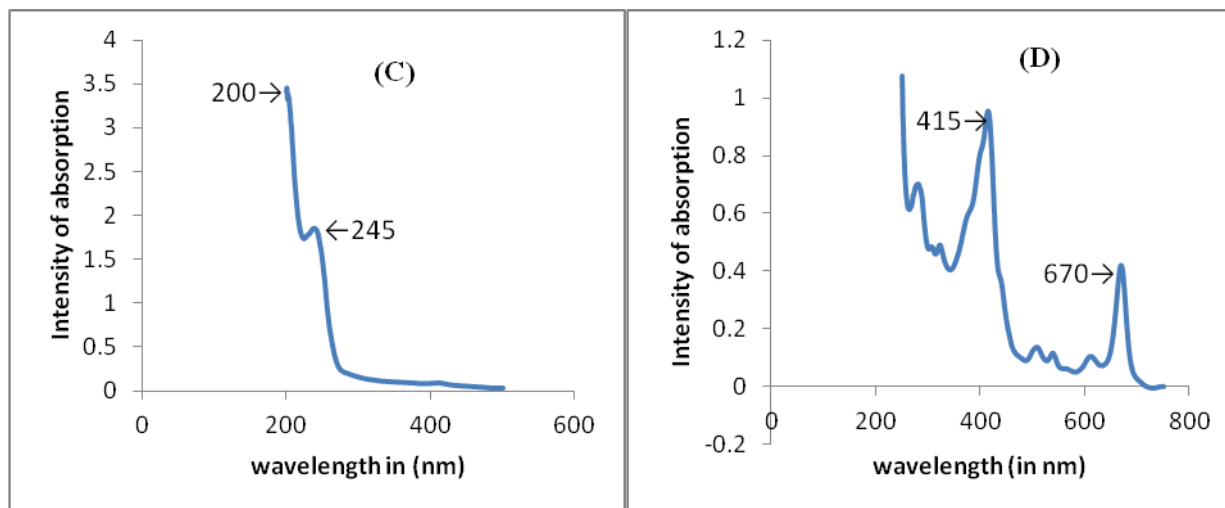 (C)
Intensity of absorption
4
3.5
3
2.5
2
1.5
1
0.5
0
200→
←245
0 200 400 600
wavelength in (nm)
(D)
Intensity of absorption
1.2
1
0.8
0.6
0.4
0.2
0
-0.2
415→
670→
0 200 400 600 800
wavelength (in nm)